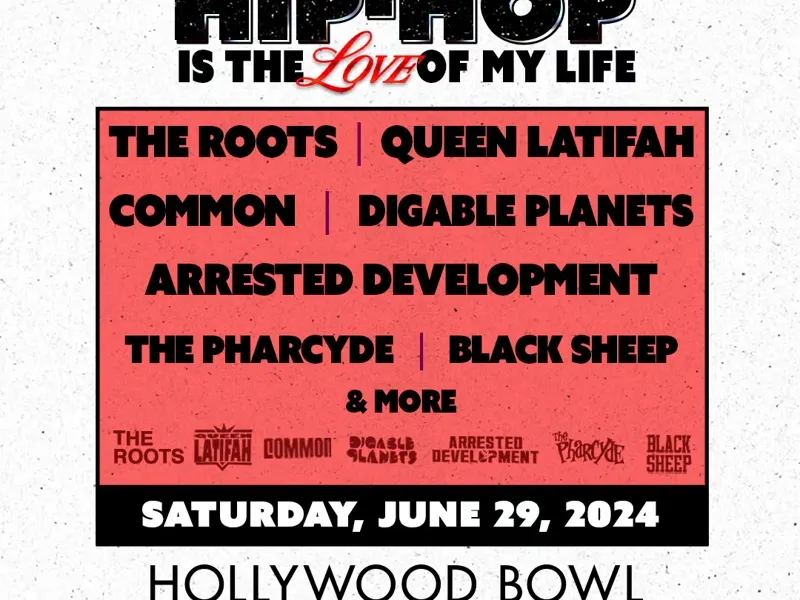 HIP-HOP
IS THE LOVE OF MY LIFE
THE ROOTS | QUEEN LATIFAH
COMMON | DIGABLE PLANETS
ARRESTED DEVELOPMENT
THE PHARCYDE | BLACK SHEEP
& MORE
THE ROOTS QUEEN LATIFAH COMMON DIGABLE PLANETS ARRESTED DEVELOPMENT The PharCyde BLACK SHEEP
SATURDAY, JUNE 29, 2024
HOLLYWOOD BOWL